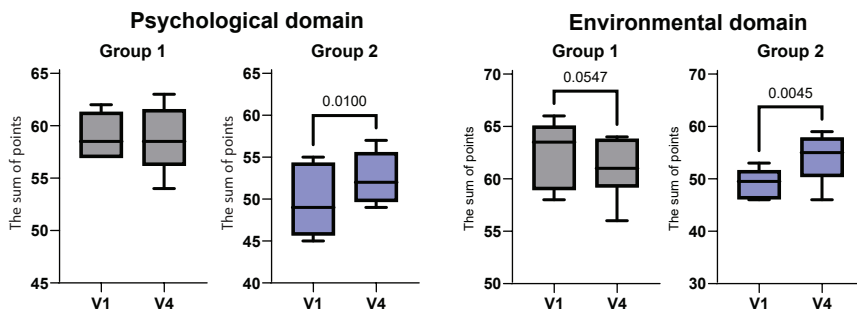 Psychological domain
Environmental domain
Group 1
Group 2
Group 1
Group 2
The sum of points
65
60
55
50
45
V1
V4
The sum of points
65
60
55
50
45
40
0.0100
V1
V4
The sum of points
70
65
60
55
50
0.0547
V1
V4
The sum of points
70
60
50
40
30
0.0045
V1
V4